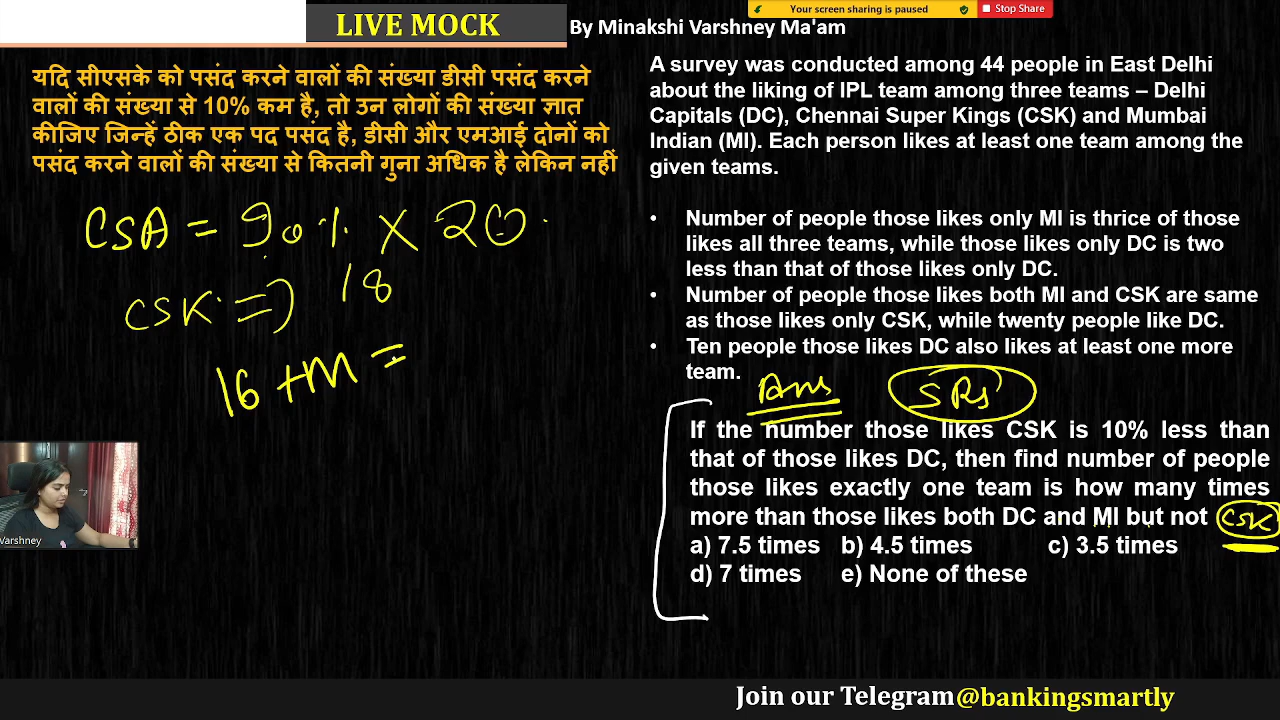 Your screen sharing is paused
Stop Share
LIVE MOCK
By Minakshi Varshney Ma'am
यदि सीएसके को पसंद करने वालों की संख्या डीसी पसंद करने
वालों की संख्या से 10% कम है, तो उन लोगों की संख्या ज्ञात
कीजिए जिन्हें ठीक एक पद पसंद है, डीसी और एमआई दोनों को
पसंद करने वालों की संख्या से कितनी गुना अधिक है लेकिन नहीं
CSA = 90% X 20
CSK => 18
16 + M =
Varshney
A survey was conducted among 44 people in East Delhi
about the liking of IPL team among three teams – Delhi
Capitals (DC), Chennai Super Kings (CSK) and Mumbai
Indian (MI). Each person likes at least one team among the
given teams.
• Number of people those likes only MI is thrice of those
likes all three teams, while those likes only DC is two
less than that of those likes only DC.
• Number of people those likes both MI and CSK are same
as those likes only CSK, while twenty people like DC.
• Ten people those likes DC also likes at least one more
team.
Ans
If the number those likes CSK is 10% less than
that of those likes DC, then find number of people
those likes exactly one team is how many times
more than those likes both DC and MI but not CSK
a) 7.5 times b) 4.5 times c) 3.5 times
d) 7 times e) None of these
Join our Telegram@bankingsmartly